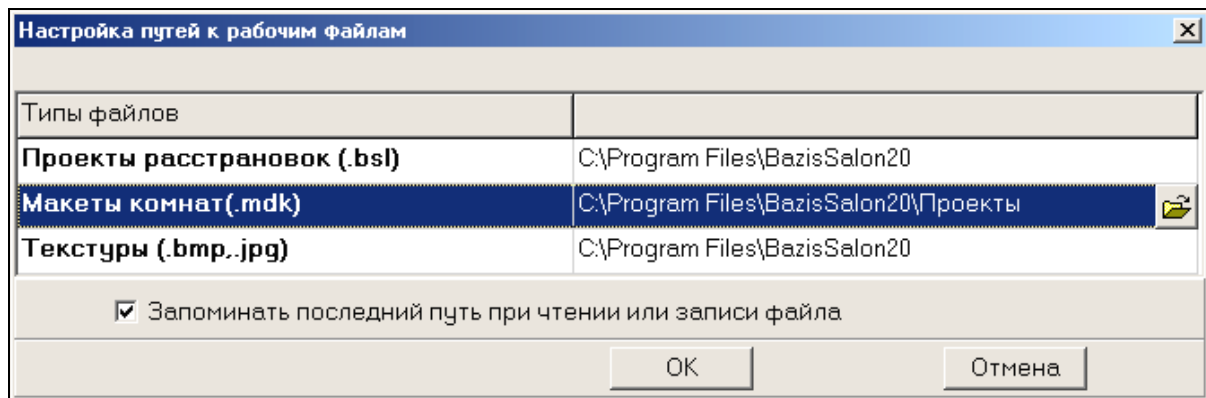 Настройка путей к рабочим файлам
Типы файлов
Проекты расстрановок (.bsl) C:\Program Files\BazisSalon20
Макеты комнат(.mdk) C:\Program Files\BazisSalon20\Проекты
Текстуры (.bmp,.jpg) C:\Program Files\BazisSalon20
Запоминать последний путь при чтении или записи файла
OK Отмена